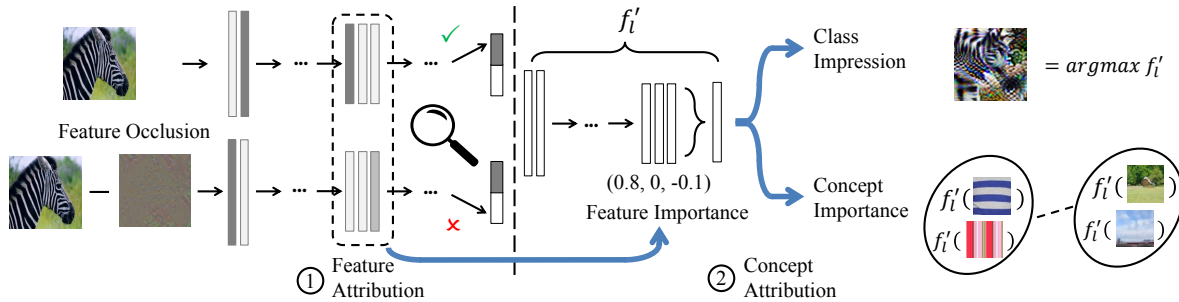 Feature Occlusion
...
...
✓
...
...
✗
① Feature
Attribution
f_l'
...
(0.8, 0, -0.1)
Feature Importance
② Concept
Attribution
Class
Impression
= argmax f_l'
Concept
Importance
f_l'( )
f_l'( )
f_l'( )
f_l'( )